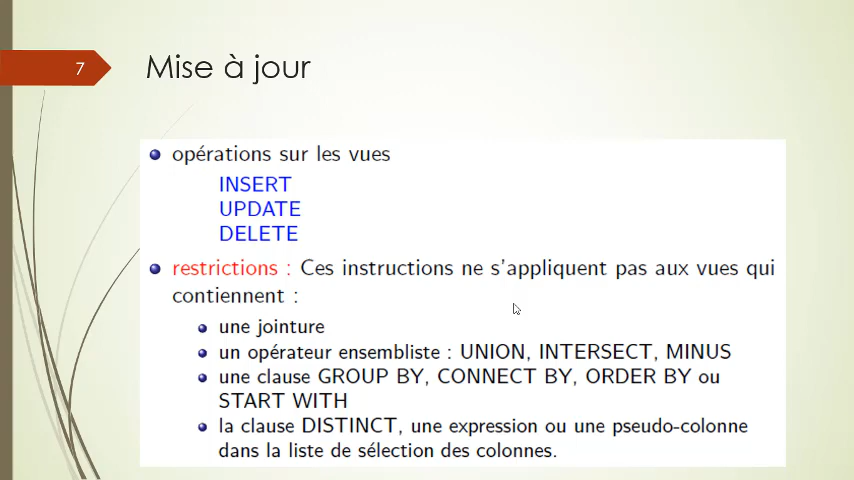 7
Mise à jour
opérations sur les vues
INSERT
UPDATE
DELETE
restrictions : Ces instructions ne s'appliquent pas aux vues qui
contiennent :
une jointure
un opérateur ensembliste : UNION, INTERSECT, MINUS
une clause GROUP BY, CONNECT BY, ORDER BY ou
START WITH
la clause DISTINCT, une expression ou une pseudo-colonne
dans la liste de sélection des colonnes.